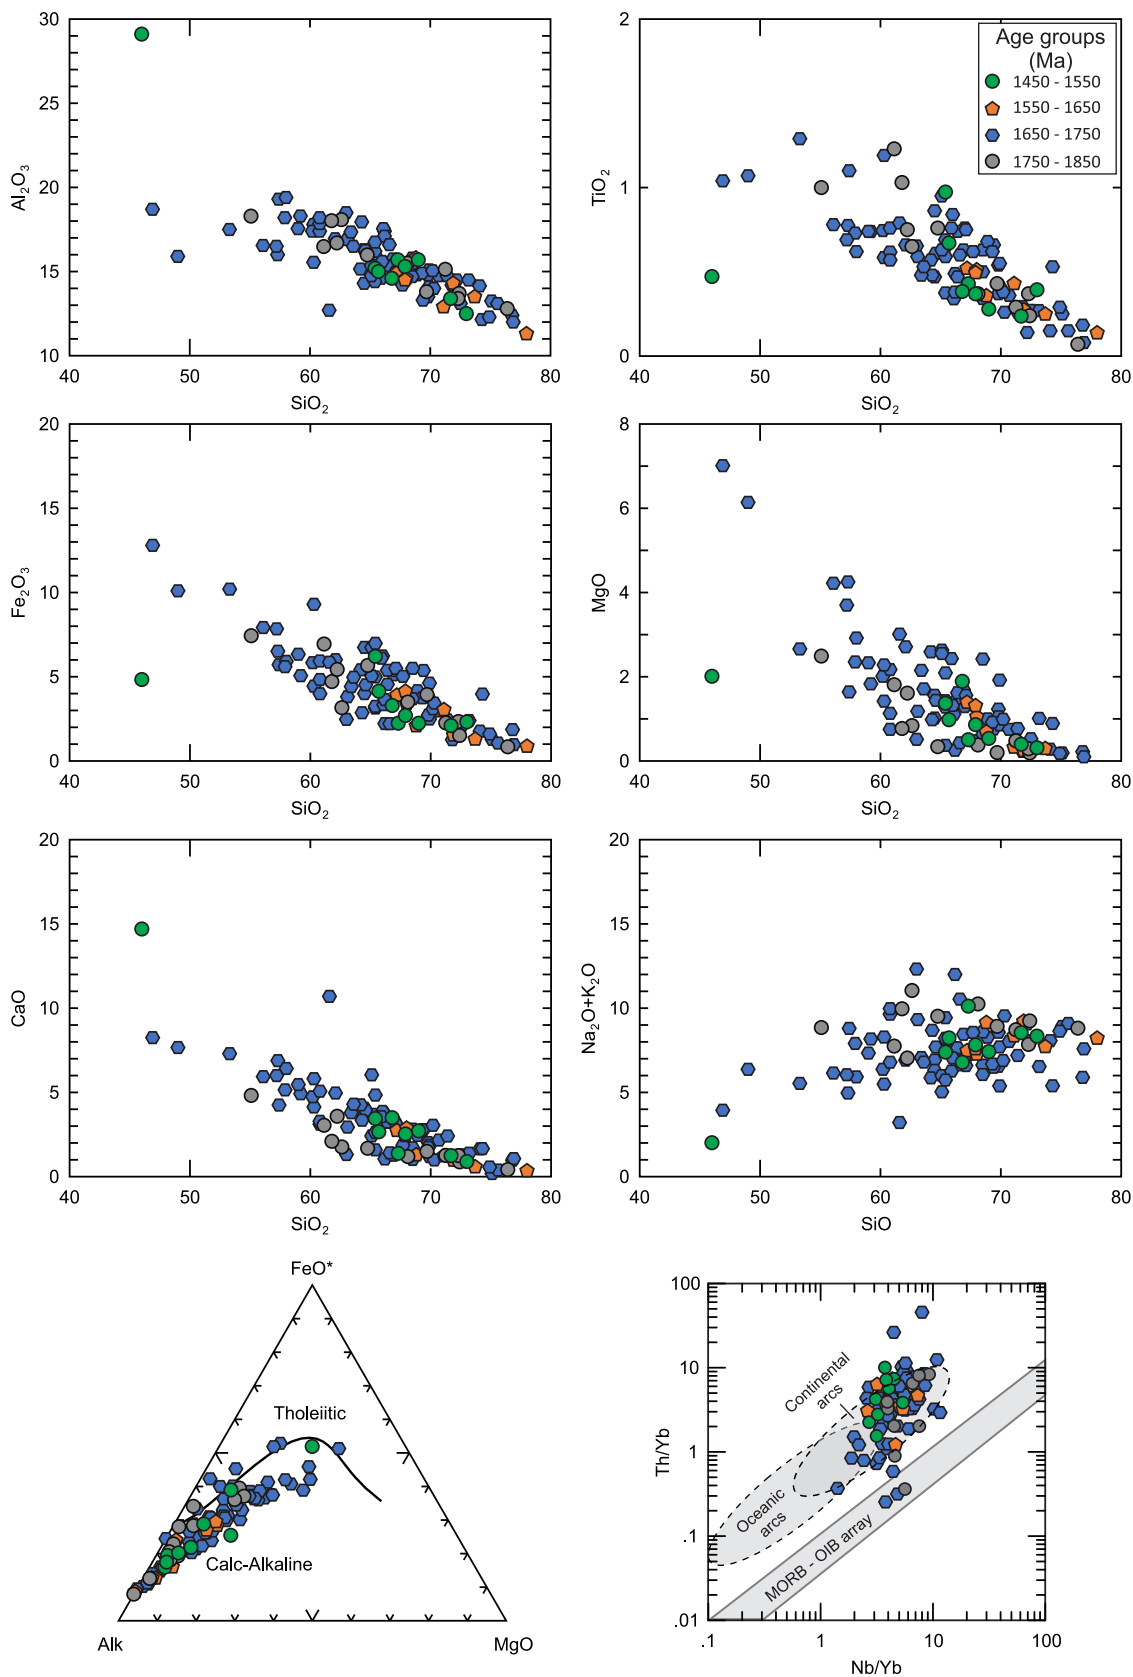 30
25
20
15
10
40
50
60
70
80
Al₂O₃
SiO₂
2
1
0
40
50
60
70
80
TiO₂
SiO₂
Age groups
(Ma)
1450 - 1550
1550 - 1650
1650 - 1750
1750 - 1850
20
15
10
5
0
40
50
60
70
80
Fe₂O₃
SiO₂
8
6
4
2
0
40
50
60
70
80
MgO
SiO₂
20
15
10
5
0
40
50
60
70
80
CaO
SiO₂
20
15
10
5
0
40
50
60
70
80
Na₂O+K₂O
SiO
FeO*
Tholeiitic
Calc-Alkaline
Alk
MgO
100
10
1
.1
.01
.1
1
10
100
Th/Yb
Nb/Yb
Continental
arcs
Oceanic
arcs
MORB - OIB array